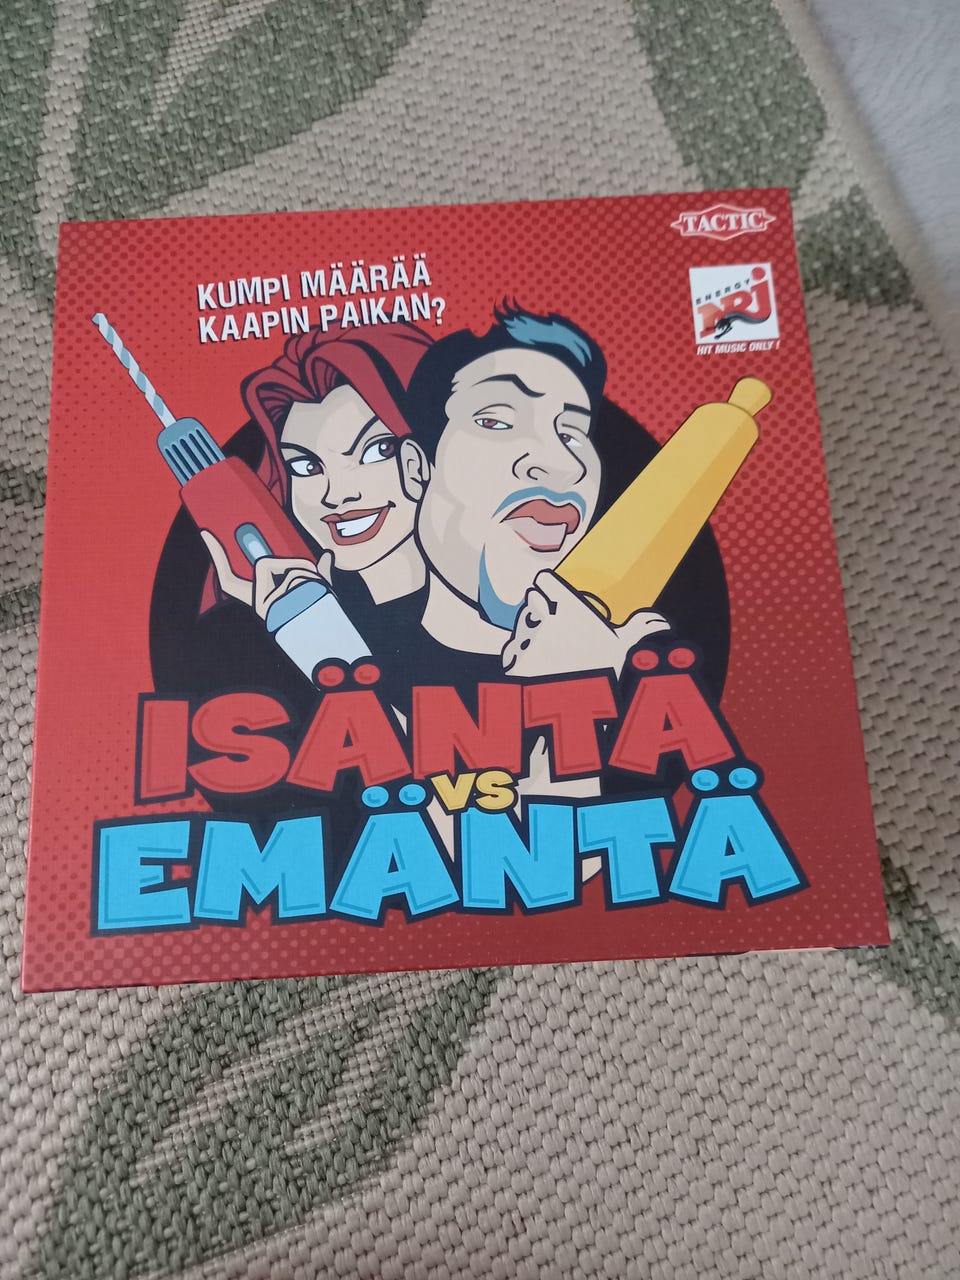 TACTIC
KUMPI MÄÄRÄÄ
KAAPIN PAIKAN?
ENERGY
NRJ
HIT MUSIC ONLY!
ISÄNTÄ
VS
EMÄNTÄ